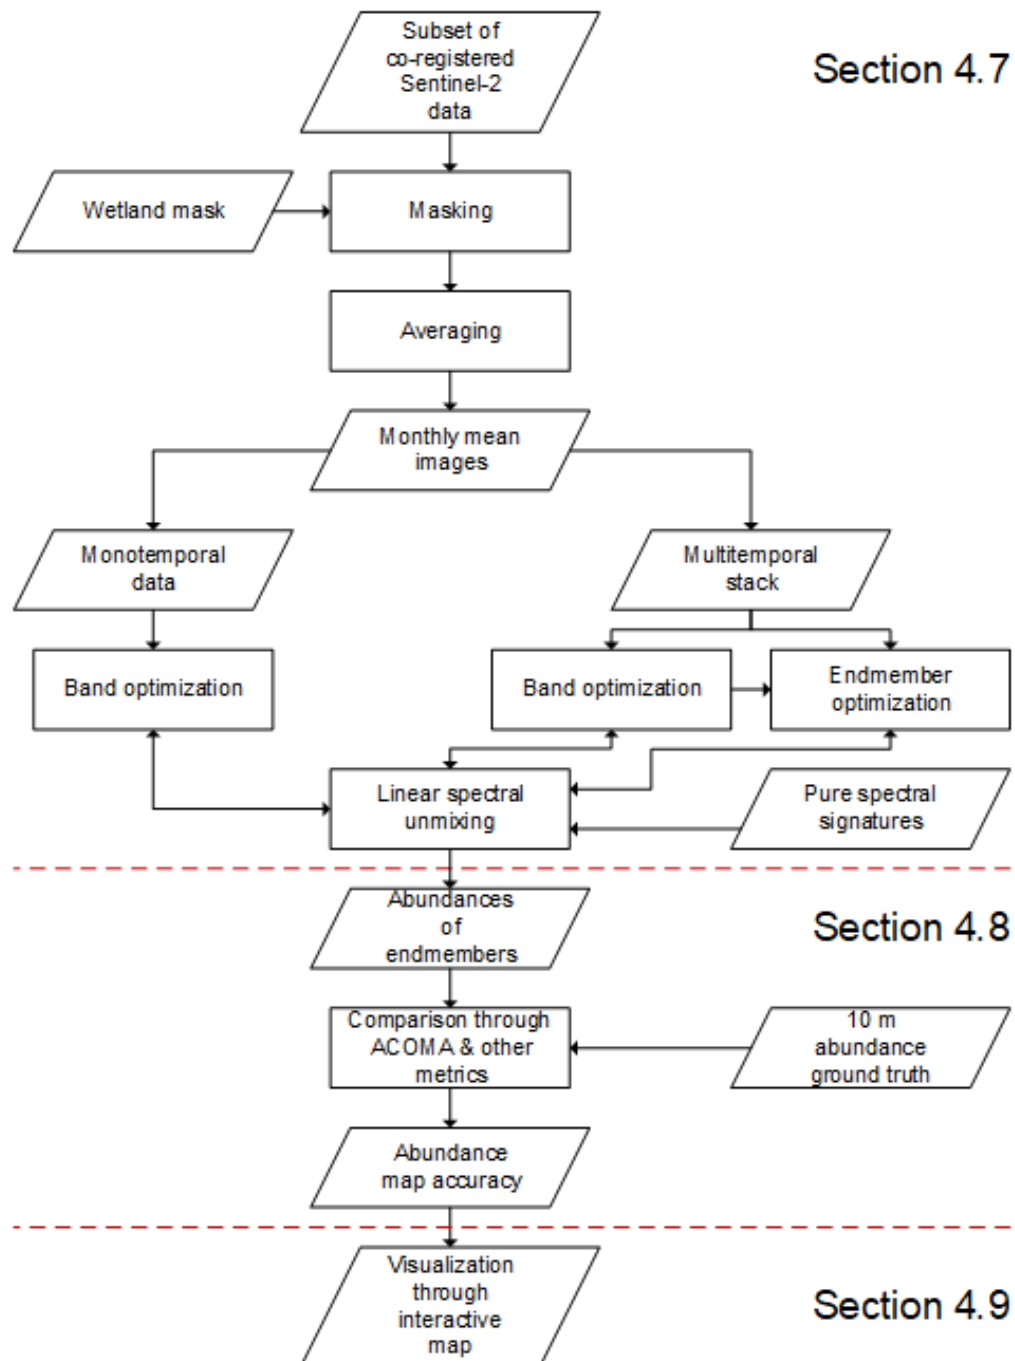 Subset of
co-registered
Sentinel-2
data
Section 4.7
Wetland mask
Masking
Averaging
Monthly mean
images
Monotemporal
data
Multitemporal
stack
Band optimization
Band optimization
Endmember
optimization
Linear spectral
unmixing
Pure spectral
signatures
Abundances
of
endmembers
Section 4.8
Comparison through
ACOMA & other
metrics
10 m
abundance
ground truth
Abundance
map accuracy
Visualization
through
interactive
map
Section 4.9